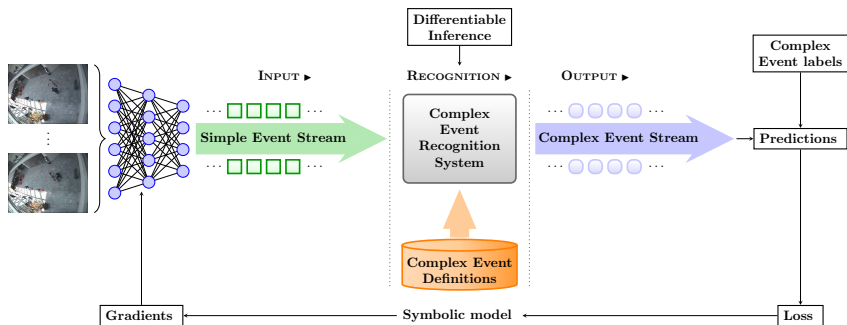 Differentiable
Inference
Complex
Event labels
INPUT ►
RECOGNITION ►
OUTPUT ►
... ...
... ...
Simple Event Stream
Complex
Event
Recognition
System
Complex Event Stream
Predictions
... ...
... ...
Complex Event
Definitions
Gradients
Symbolic model
Loss